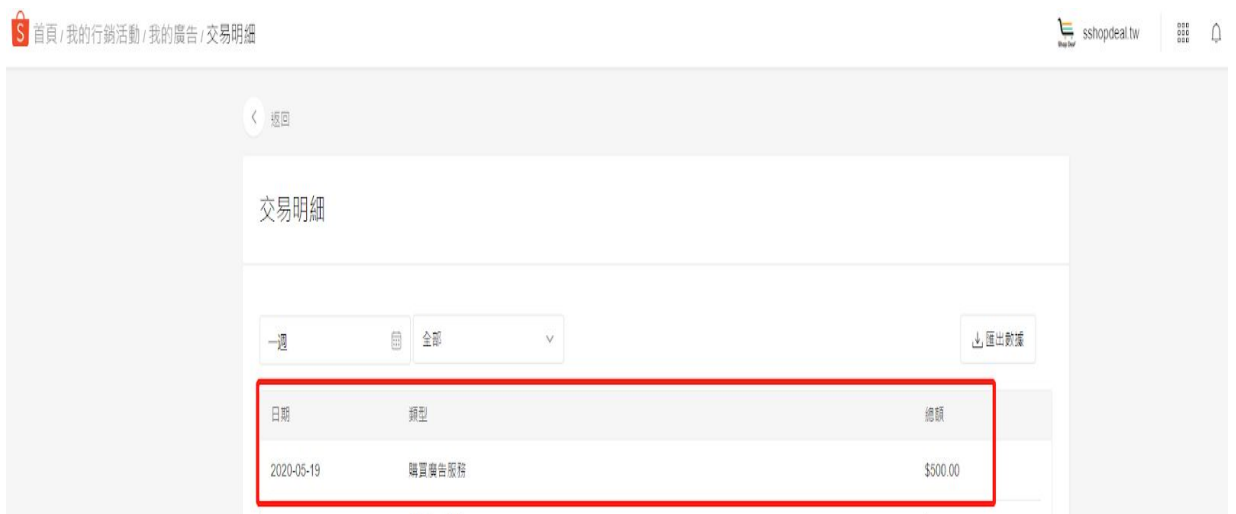 首頁 / 我的行銷活動 / 我的廣告 / 交易明細
sshopdeal.tw
返回
交易明細
一週
全部
匯出數據
日期 類型 總額
2020-05-19 購買廣告服務 $500.00